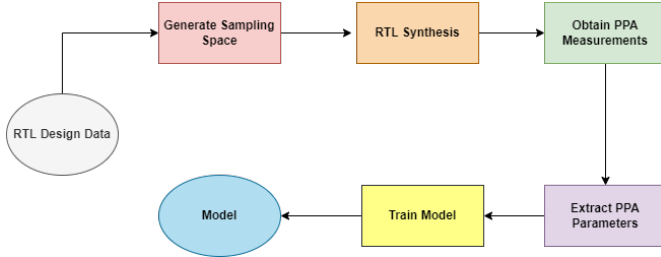 Generate Sampling
Space
RTL Synthesis
Obtain PPA
Measurements
RTL Design Data
Model
Train Model
Extract PPA
Parameters